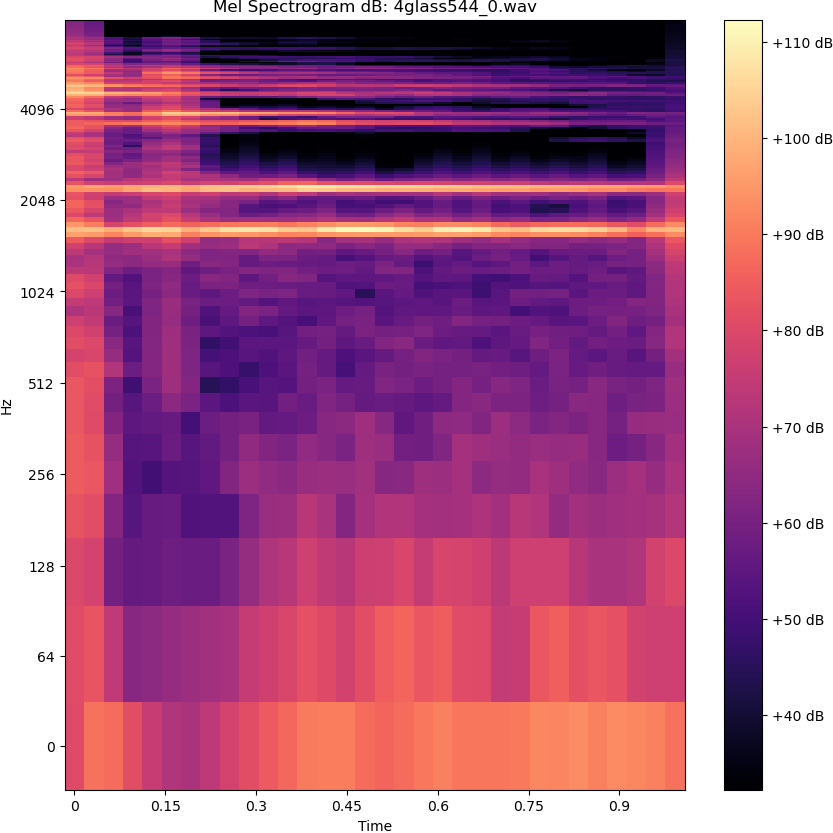 Mel Spectrogram dB: 4glass544_0.wav
+110 dB
4096
+100 dB
2048
+90 dB
1024
+80 dB
512
Hz
+70 dB
256
+60 dB
128
+50 dB
64
+40 dB
0
0 0.15 0.3 0.45 0.6 0.75 0.9
Time